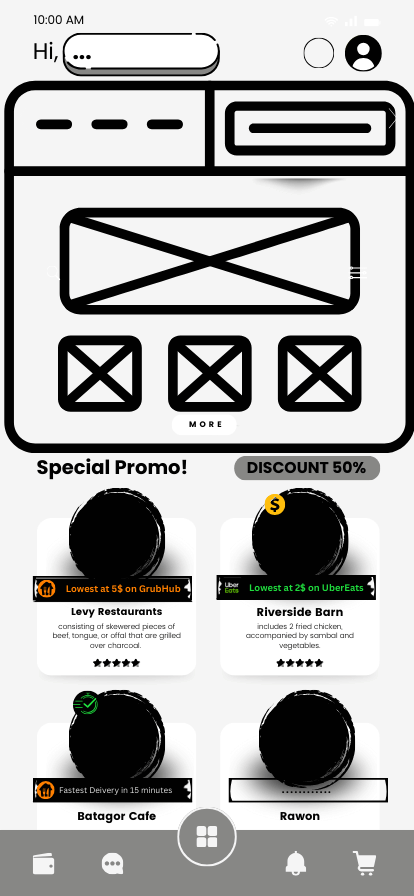 10:00 AM
Hi, ...
MORE
Special Promo!
DISCOUNT 50%
Lowest at 5$ on GrubHub
Uber
Eats
Lowest at 2$ on UberEats
Levy Restaurants
consisting of skewered pieces of
beef, tongue, or offal that are grilled
over charcoal.
Riverside Barn
includes 2 fried chicken,
accompanied by sambal and
vegetables.
Fastest Delivery in 15 minutes
............
Batagor Cafe
Rawon